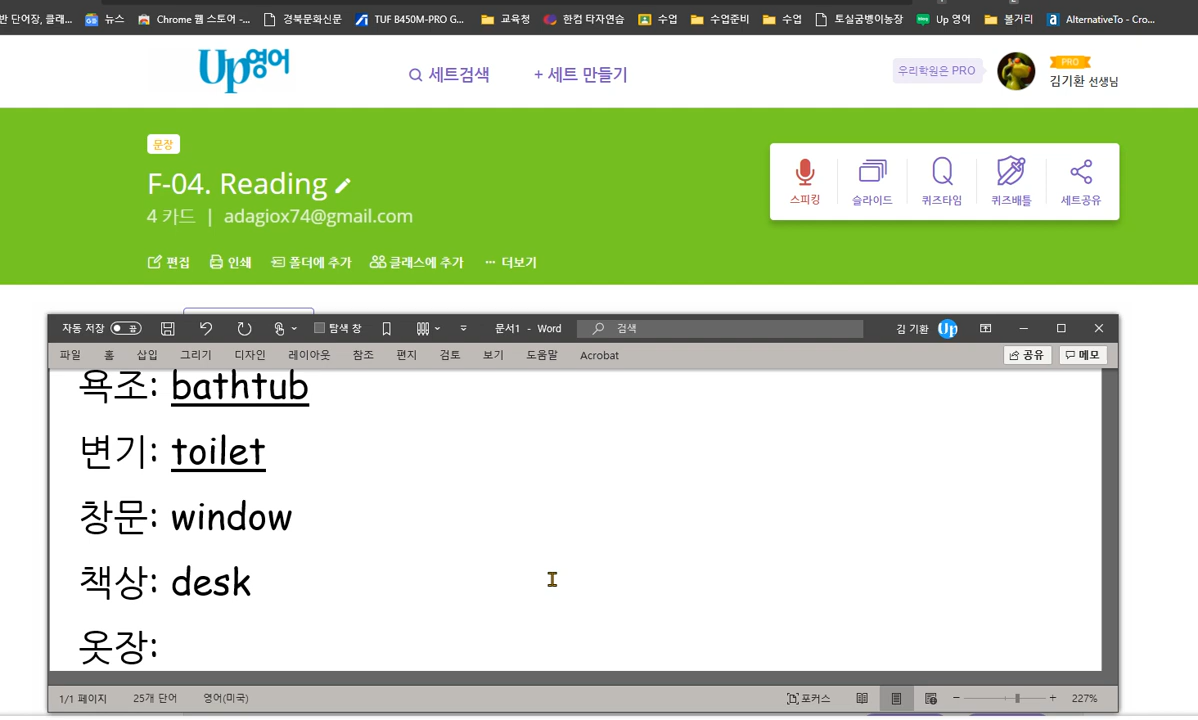 반 단어장, 클래... 뉴스 Chrome 웹 스토어 -... 경북문화신문 TUF B450M-PRO G... 교육청 한컴 타자연습 수업 수업준비 수업 토실굼벵이농장 Up 영어 볼거리 AlternativeTo - Cro...
Up영어 세트검색 + 세트 만들기 우리학원은 PRO PRO
김기환 선생님
문장
F-04. Reading
4 카드 | adagiox74@gmail.com
스피킹 슬라이드 퀴즈타임 퀴즈배틀 세트공유
편집 인쇄 폴더에 추가 클래스에 추가 ··· 더보기
자동 저장 끔 탐색 창 문서1 - Word 검색 김 기환 Up
파일 홈 삽입 그리기 디자인 레이아웃 참조 편지 검토 보기 도움말 Acrobat 공유 메모
욕조: bathtub
변기: toilet
창문: window
책상: desk
옷장:
1/1 페이지 25개 단어 영어(미국) 포커스 - + 227%